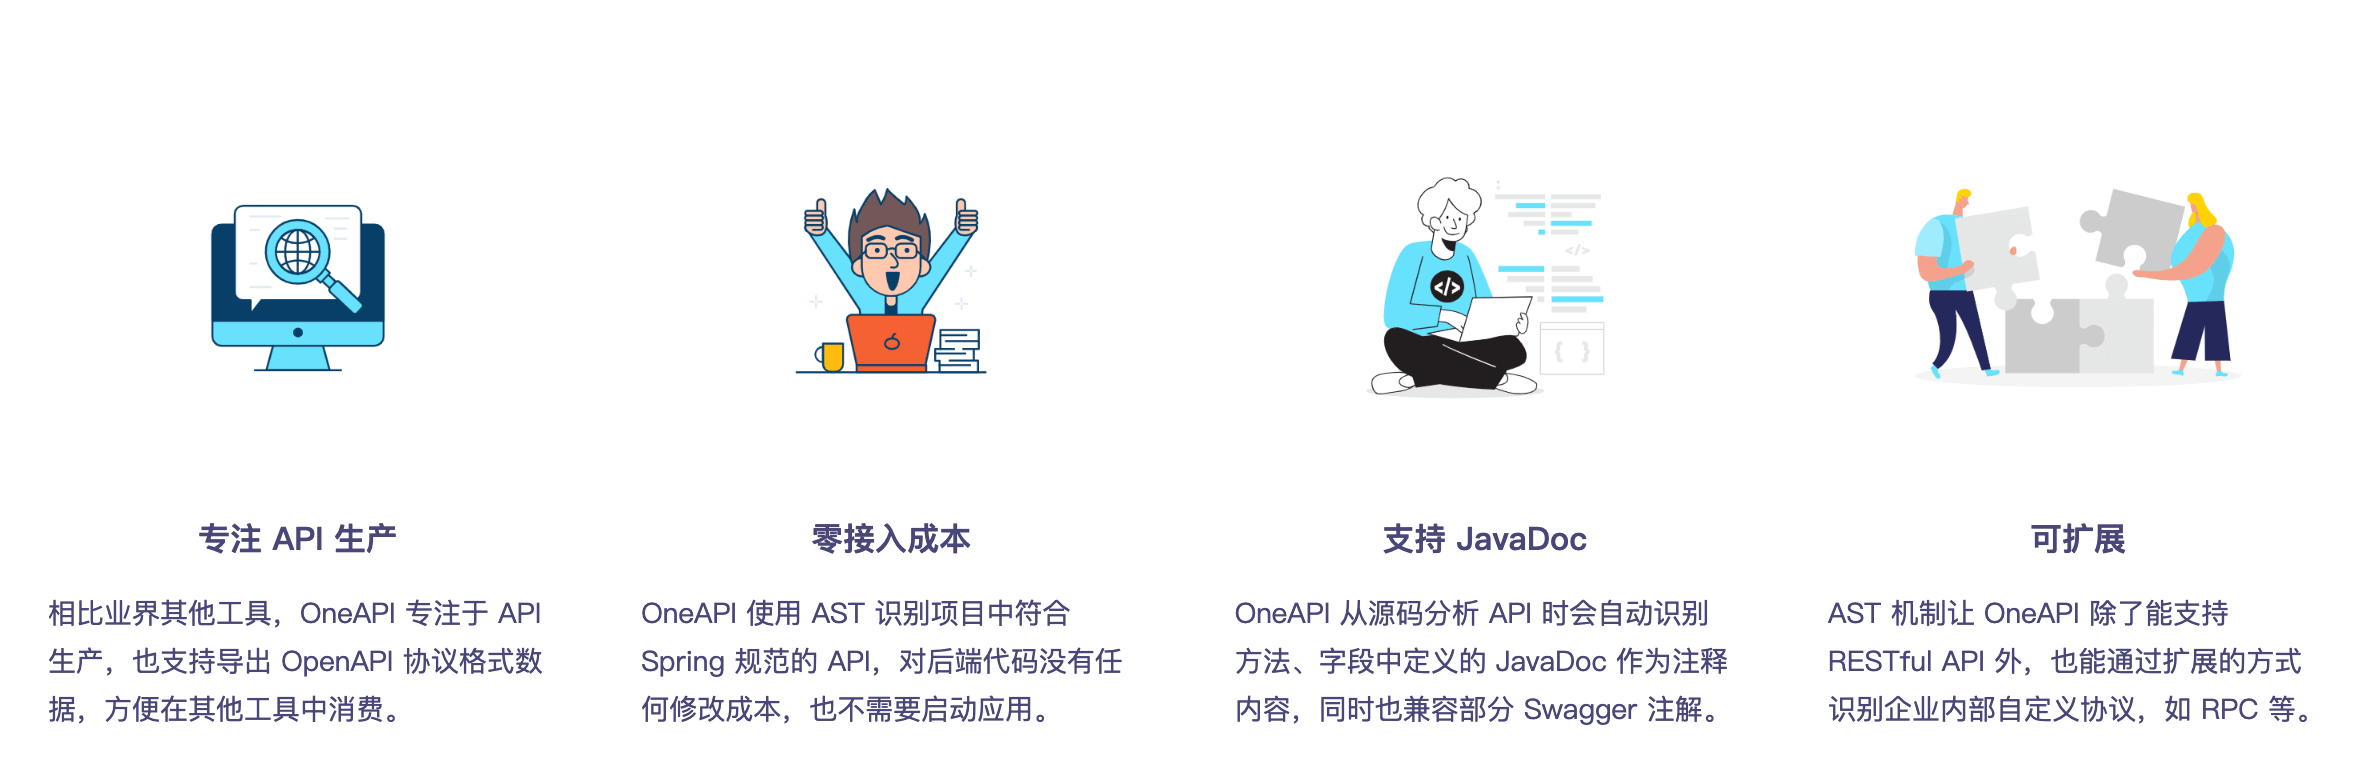 专注 API 生产
相比业界其他工具，OneAPI 专注于 API
生产，也支持导出 OpenAPI 协议格式数
据，方便在其他工具中消费。
零接入成本
OneAPI 使用 AST 识别项目中符合
Spring 规范的 API，对后端代码没有任
何修改成本，也不需要启动应用。
支持 JavaDoc
OneAPI 从源码分析 API 时会自动识别
方法、字段中定义的 JavaDoc 作为注释
内容，同时也兼容部分 Swagger 注解。
可扩展
AST 机制让 OneAPI 除了能支持
RESTful API 外，也能通过扩展的方式
识别企业内部自定义协议，如 RPC 等。